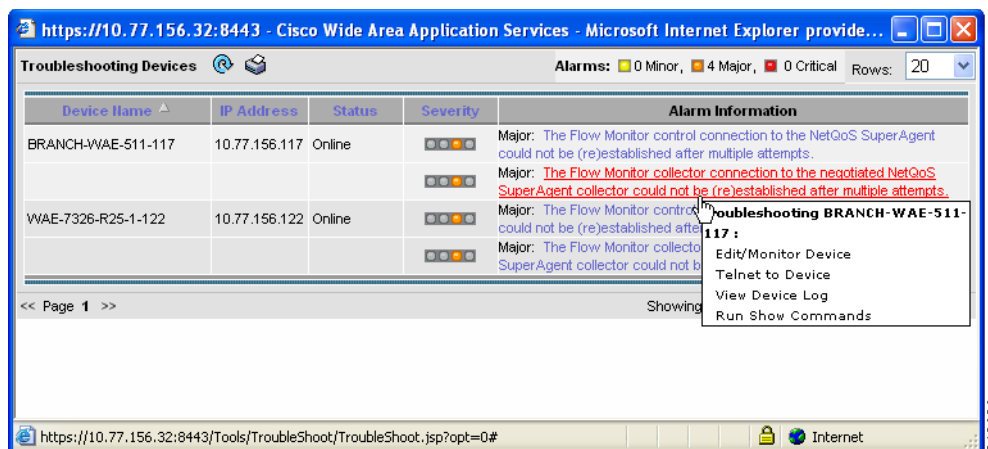 https://10.77.156.32:8443 - Cisco Wide Area Application Services - Microsoft Internet Explorer provide...
Troubleshooting Devices Alarms: 0 Minor, 4 Major, 0 Critical Rows: 20
Device Name IP Address Status Severity Alarm Information
BRANCH-WAE-511-117 10.77.156.117 Online Major: The Flow Monitor control connection to the NetQoS SuperAgent
could not be (re)established after multiple attempts.
Major: The Flow Monitor collector connection to the negotiated NetQoS
SuperAgent collector could not be (re)established after multiple attempts.
WAE-7326-R25-1-122 10.77.156.122 Online Major: The Flow Monitor contro
could not be (re)established afte
Major: The Flow Monitor collecto
SuperAgent collector could not b
Troubleshooting BRANCH-WAE-511-
117 :
Edit/Monitor Device
Telnet to Device
View Device Log
Run Show Commands
<< Page 1 >> Showing
https://10.77.156.32:8443/Tools/TroubleShoot/TroubleShoot.jsp?opt=0# Internet